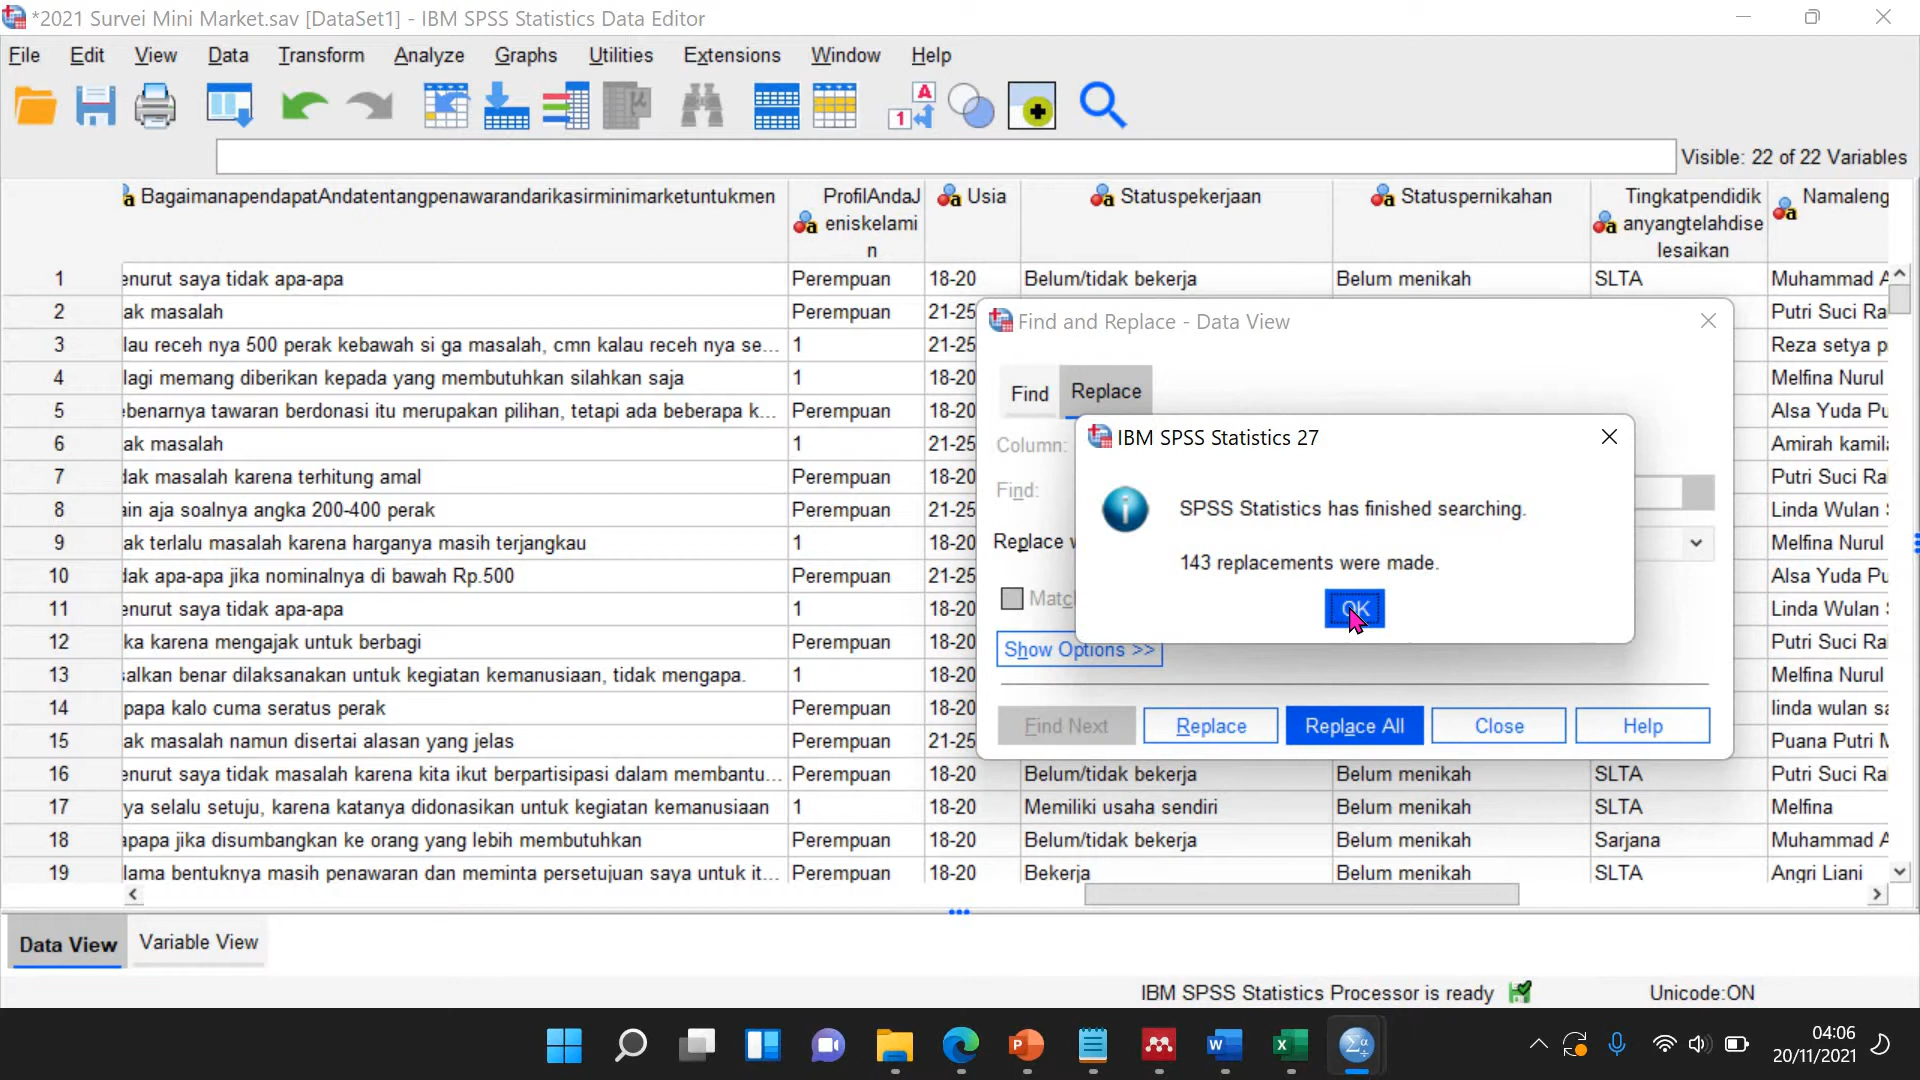 *2021 Survei Mini Market.sav [DataSet1] - IBM SPSS Statistics Data Editor
File Edit View Data Transform Analyze Graphs Utilities Extensions Window Help
Visible: 22 of 22 Variables
BagaimanapendapatAndatentangpenawarandarikasirminimarketuntukmen ProfilAndaJeniskelamin Usia Statuspekerjaan Statuspernikahan Tingkatpendidikanyangtelahdiselesaikan Namaleng
1 enurut saya tidak apa-apa Perempuan 18-20 Belum/tidak bekerja Belum menikah SLTA Muhammad A
2 ak masalah Perempuan 21-25 Putri Suci Ra
3 lau receh nya 500 perak kebawah si ga masalah, cmn kalau receh nya se... 1 21-25 Reza setya p
4 lagi memang diberikan kepada yang membutuhkan silahkan saja 1 18-20 Melfina Nurul
5 ebenarnya tawaran berdonasi itu merupakan pilihan, tetapi ada beberapa k... Perempuan 18-20 Alsa Yuda Pu
6 ak masalah 1 21-25 Amirah kamila
7 dak masalah karena terhitung amal Perempuan 18-20 Putri Suci Ra
8 ain aja soalnya angka 200-400 perak Perempuan 21-25 Linda Wulan
9 ak terlalu masalah karena harganya masih terjangkau 1 18-20 Melfina Nurul
10 dak apa-apa jika nominalnya di bawah Rp.500 Perempuan 21-25 Alsa Yuda Pu
11 enurut saya tidak apa-apa 1 18-20 Linda Wulan
12 ka karena mengajak untuk berbagi Perempuan 18-20 Putri Suci Ra
13 salkan benar dilaksanakan untuk kegiatan kemanusiaan, tidak mengapa. 1 18-20 Melfina Nurul
14 papa kalo cuma seratus perak Perempuan 18-20 linda wulan sa
15 ak masalah namun disertai alasan yang jelas Perempuan 21-25 Puana Putri M
16 enurut saya tidak masalah karena kita ikut berpartisipasi dalam membantu... Perempuan 18-20 Belum/tidak bekerja Belum menikah SLTA Putri Suci Ra
17 ya selalu setuju, karena katanya didonasikan untuk kegiatan kemanusiaan 1 18-20 Memiliki usaha sendiri Belum menikah SLTA Melfina
18 apapa jika disumbangkan ke orang yang lebih membutuhkan Perempuan 18-20 Belum/tidak bekerja Belum menikah Sarjana Muhammad A
19 lama bentuknya masih penawaran dan meminta persetujuan saya untuk it... Perempuan 18-20 Bekerja Belum menikah SLTA Angri Liani
Find and Replace - Data View
Find Replace
Column:
Find:
Replace w
Matc
Show Options >>
Find Next Replace Replace All Close Help
IBM SPSS Statistics 27
SPSS Statistics has finished searching.
143 replacements were made.
OK
Data View Variable View
IBM SPSS Statistics Processor is ready Unicode:ON
04:06
20/11/2021